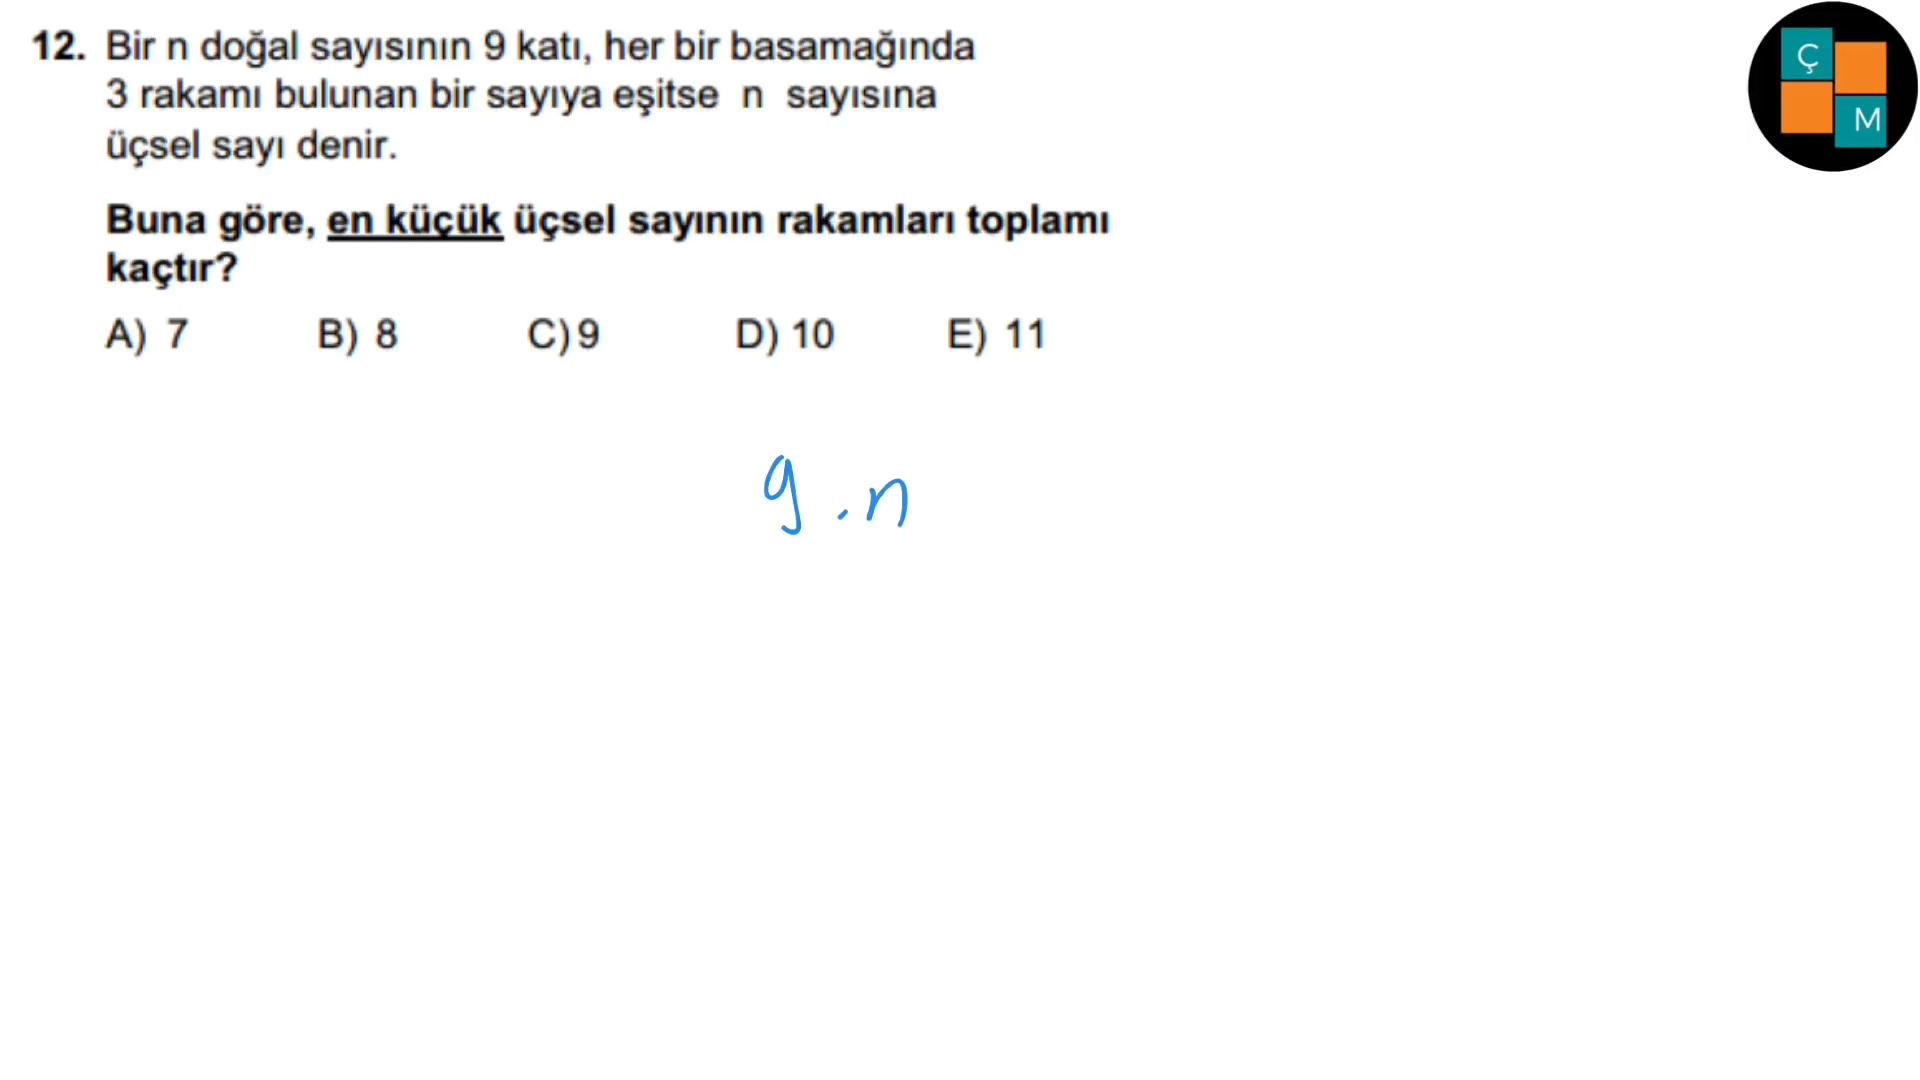 12. Bir n doğal sayısının 9 katı, her bir basamağında
3 rakamı bulunan bir sayıya eşitse n sayısına
üçsel sayı denir.
Buna göre, en küçük üçsel sayının rakamları toplamı
kaçtır?
A) 7 B) 8 C) 9 D) 10 E) 11
9 . n
Ç
M